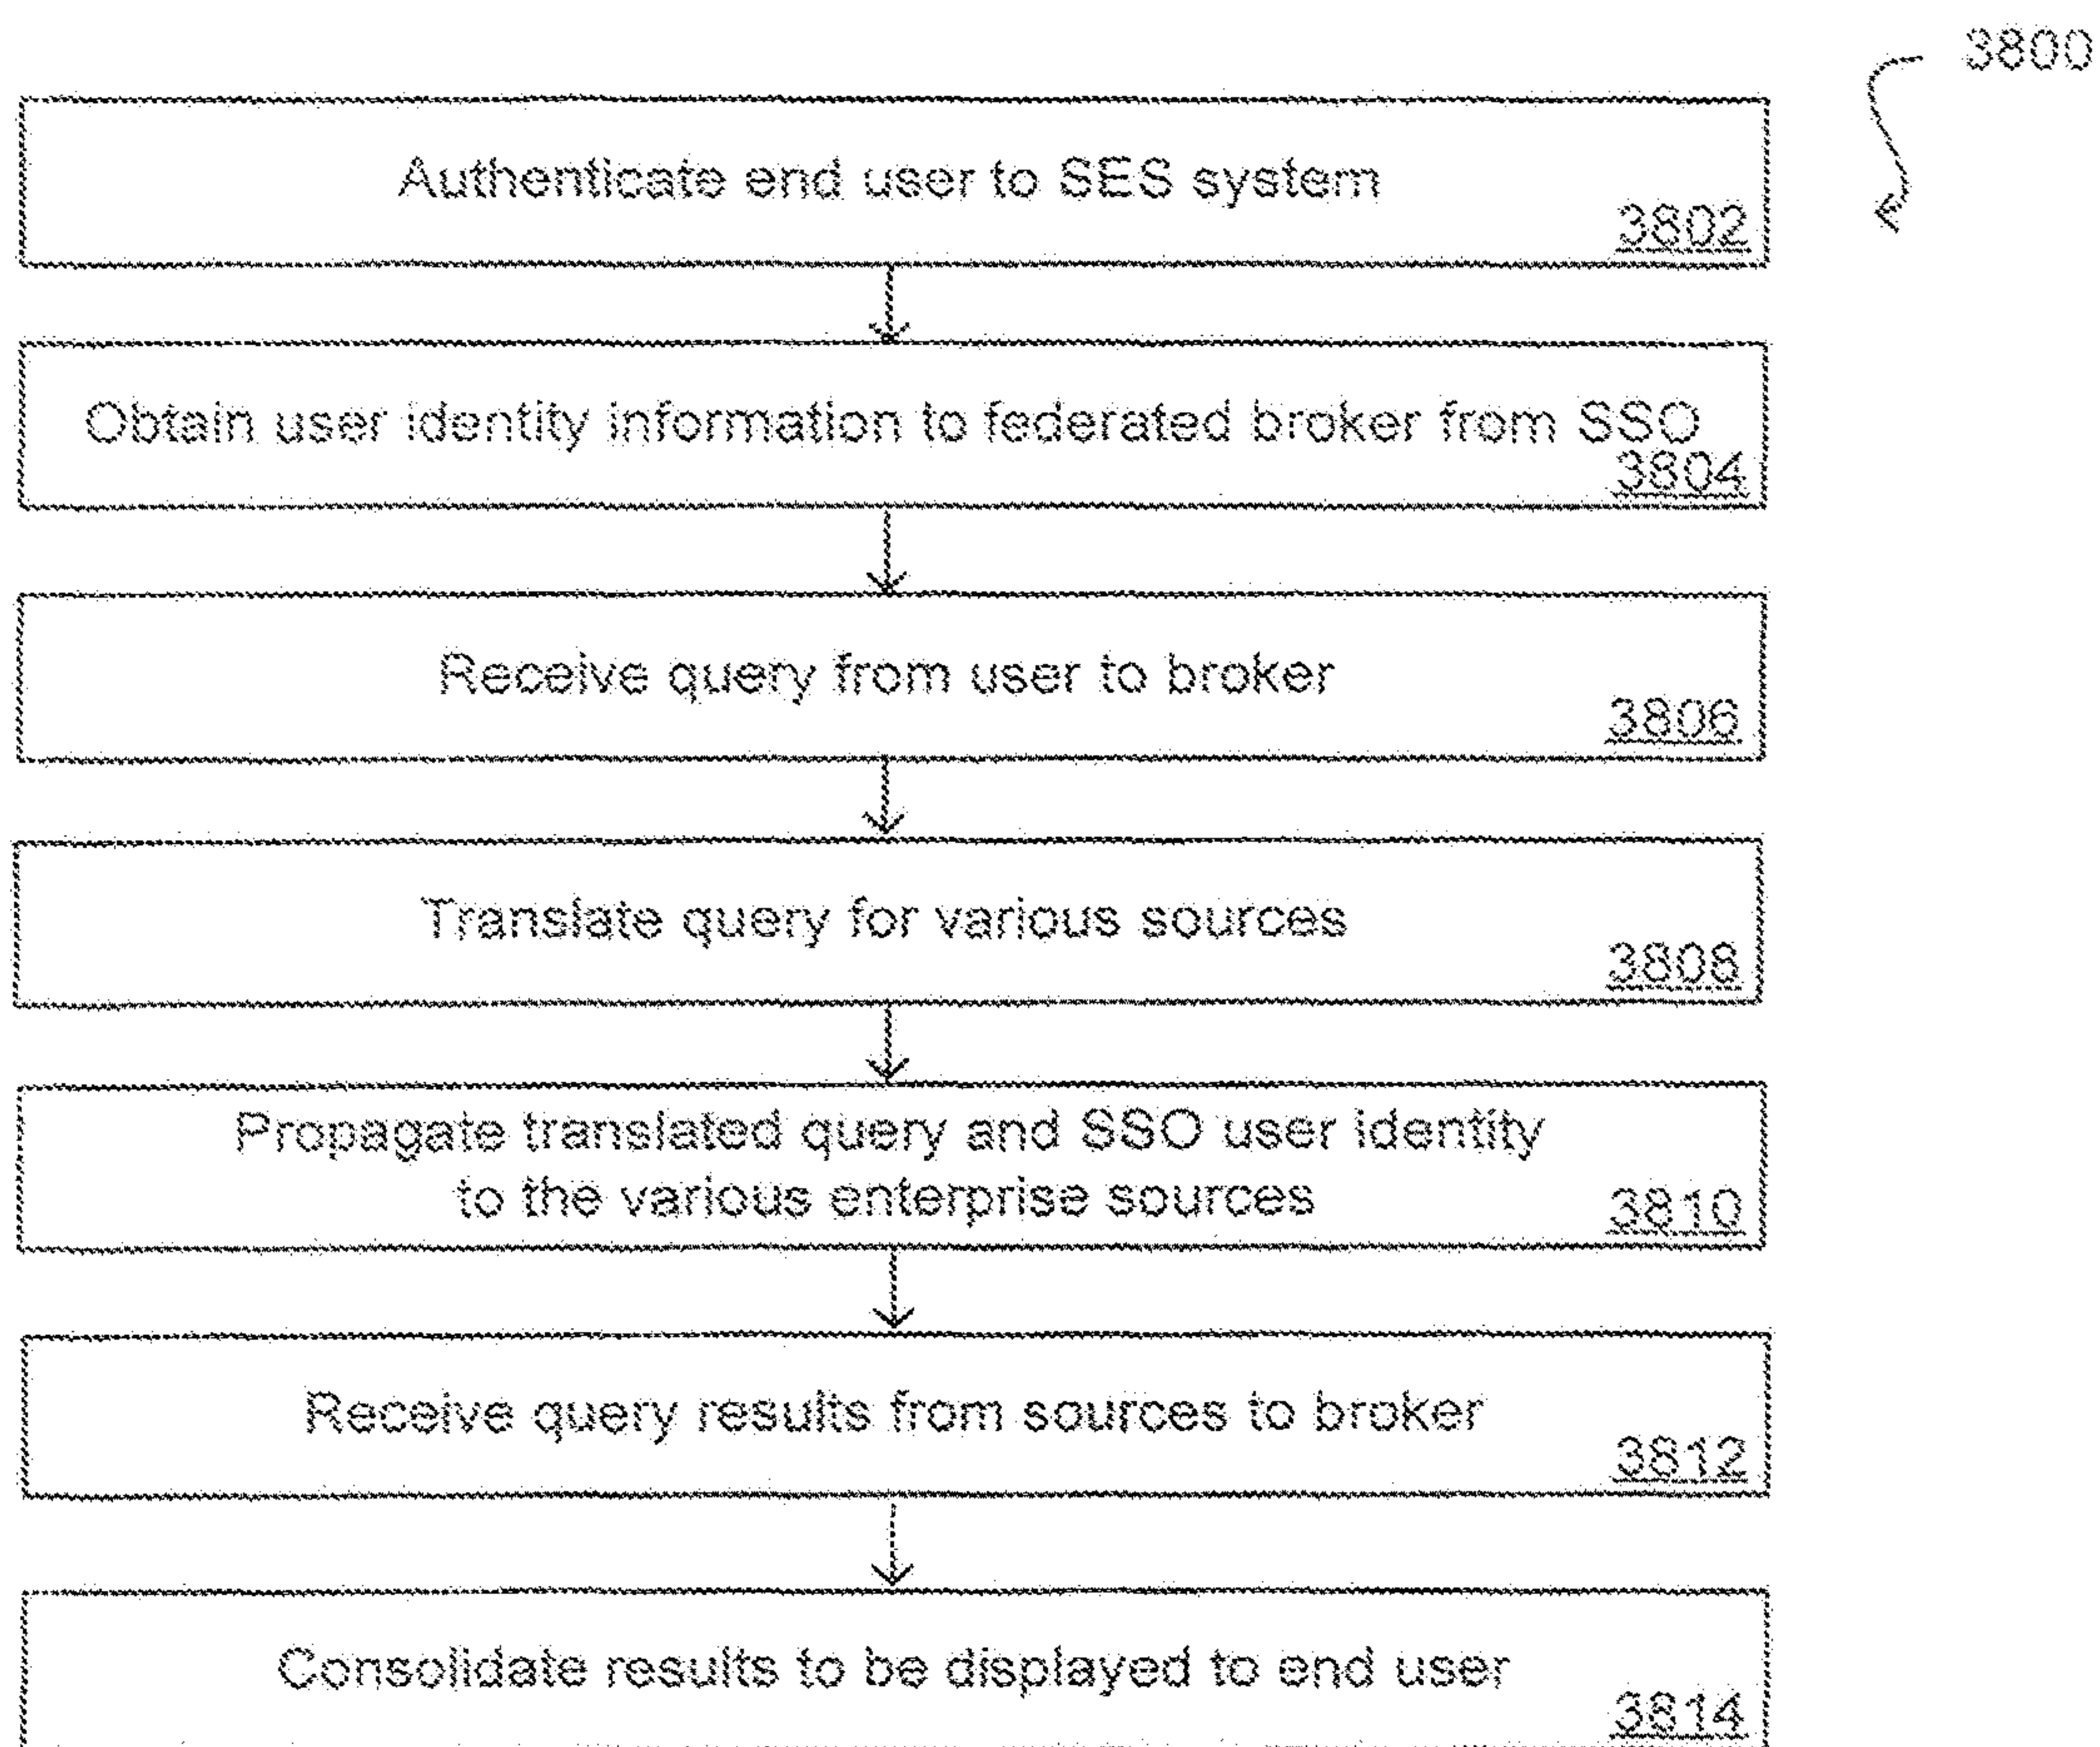 3800
Authenticate end user to SES system
3802
Obtain user identity information to federated broker from SSO
3804
Receive query from user to broker
3806
Translate query for various sources
3808
Propagate translated query and SSO user identity
to the various enterprise sources
3810
Receive query results from sources to broker
3812
Consolidate results to be displayed to end user
3814